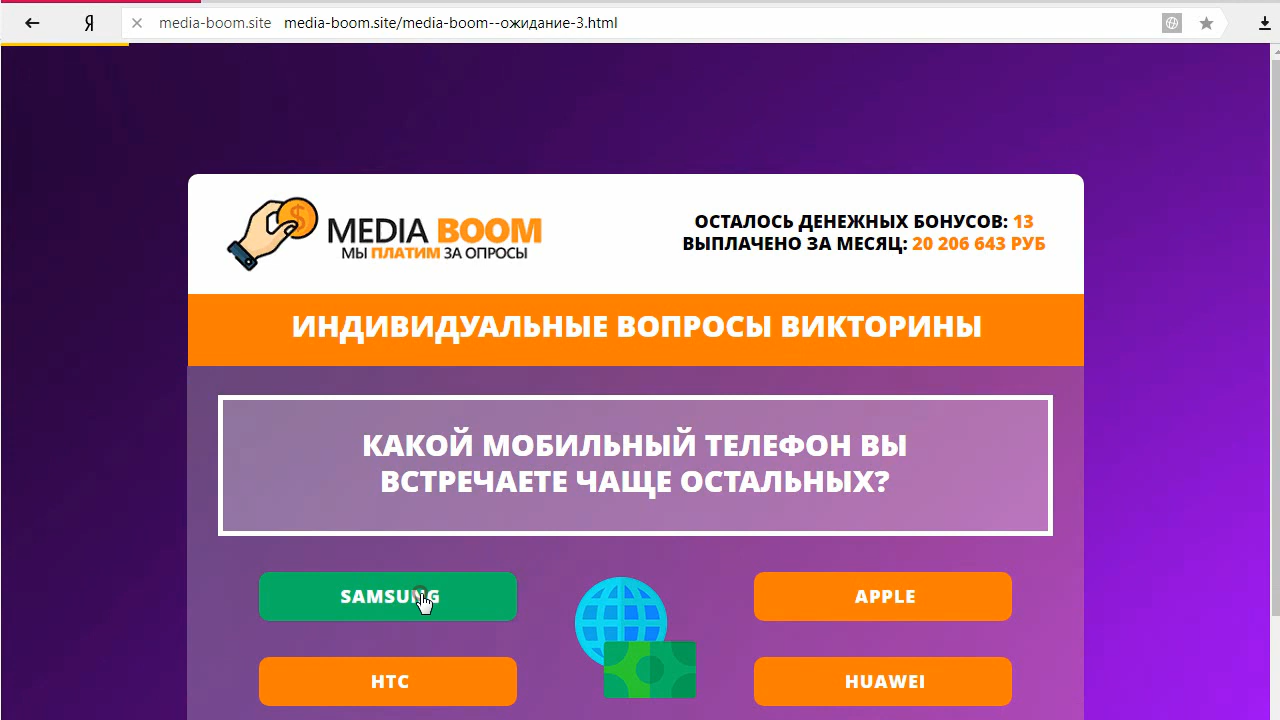 Я media-boom.site media-boom.site/media-boom--ожидание-3.html
MEDIA BOOM
МЫ ПЛАТИМ ЗА ОПРОСЫ
ОСТАЛОСЬ ДЕНЕЖНЫХ БОНУСОВ: 13
ВЫПЛАЧЕНО ЗА МЕСЯЦ: 20 206 643 РУБ
ИНДИВИДУАЛЬНЫЕ ВОПРОСЫ ВИКТОРИНЫ
КАКОЙ МОБИЛЬНЫЙ ТЕЛЕФОН ВЫ
ВСТРЕЧАЕТЕ ЧАЩЕ ОСТАЛЬНЫХ?
SAMSUNG
APPLE
HTC
HUAWEI